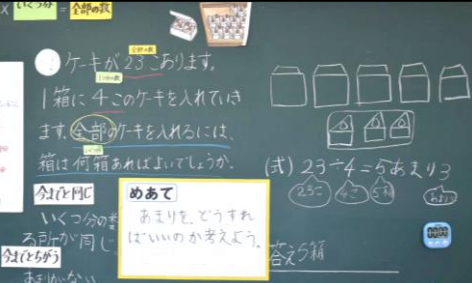 × いくつ分 = 全部の数
全部の数
ケーキが23こあります。
1つ分の数
1箱に4このケーキを入れていき
ます。全部のケーキを入れるには、
いくつ分
箱は何箱あればよいでしょうか。
(式) 23÷4=5あまり3
23こ 4こ 5箱
答え5箱
今までと同じ
いくつ分の
る所が同じ
今までとちがう
めあて
あまりを、どうすれ
ばいいのか考えよう。